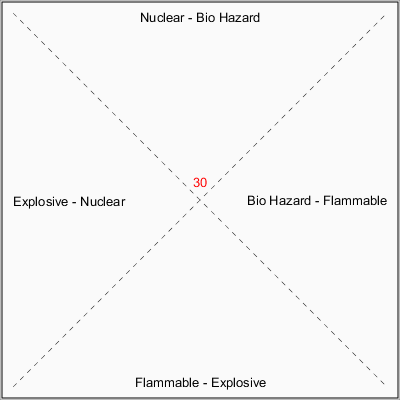 Nuclear - Bio Hazard
30
Explosive - Nuclear
Bio Hazard - Flammable
Flammable - Explosive